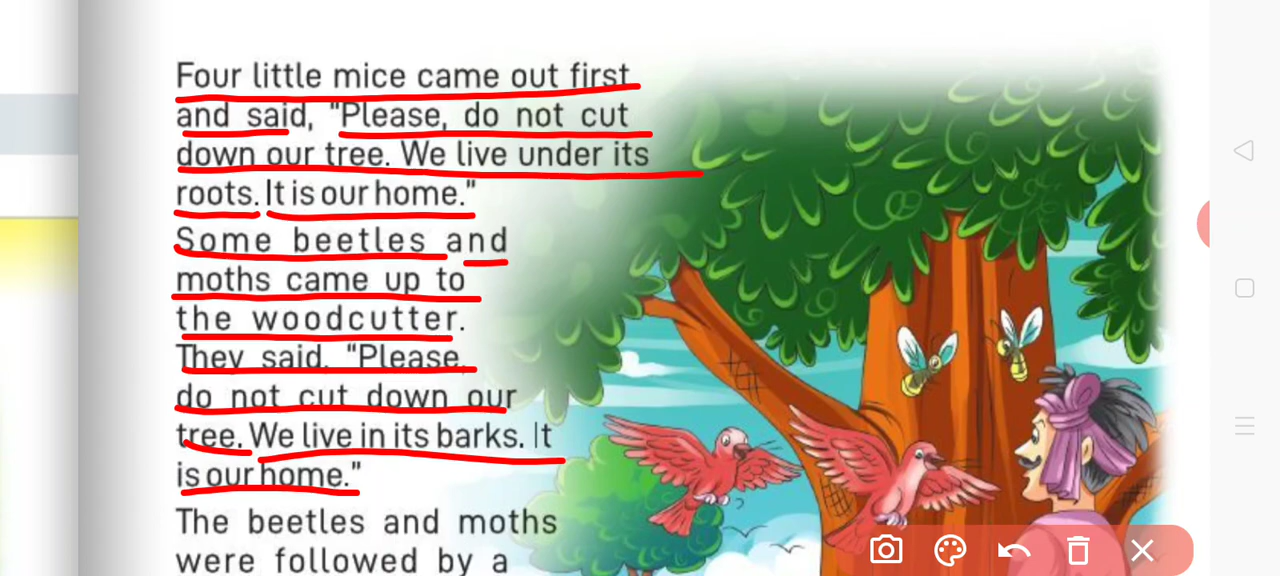 Four little mice came out first
and said, "Please, do not cut
down our tree. We live under its
roots. It is our home."
Some beetles and
moths came up to
the woodcutter.
They said, "Please,
do not cut down our
tree. We live in its barks. It
is our home."
The beetles and moths
were followed by a